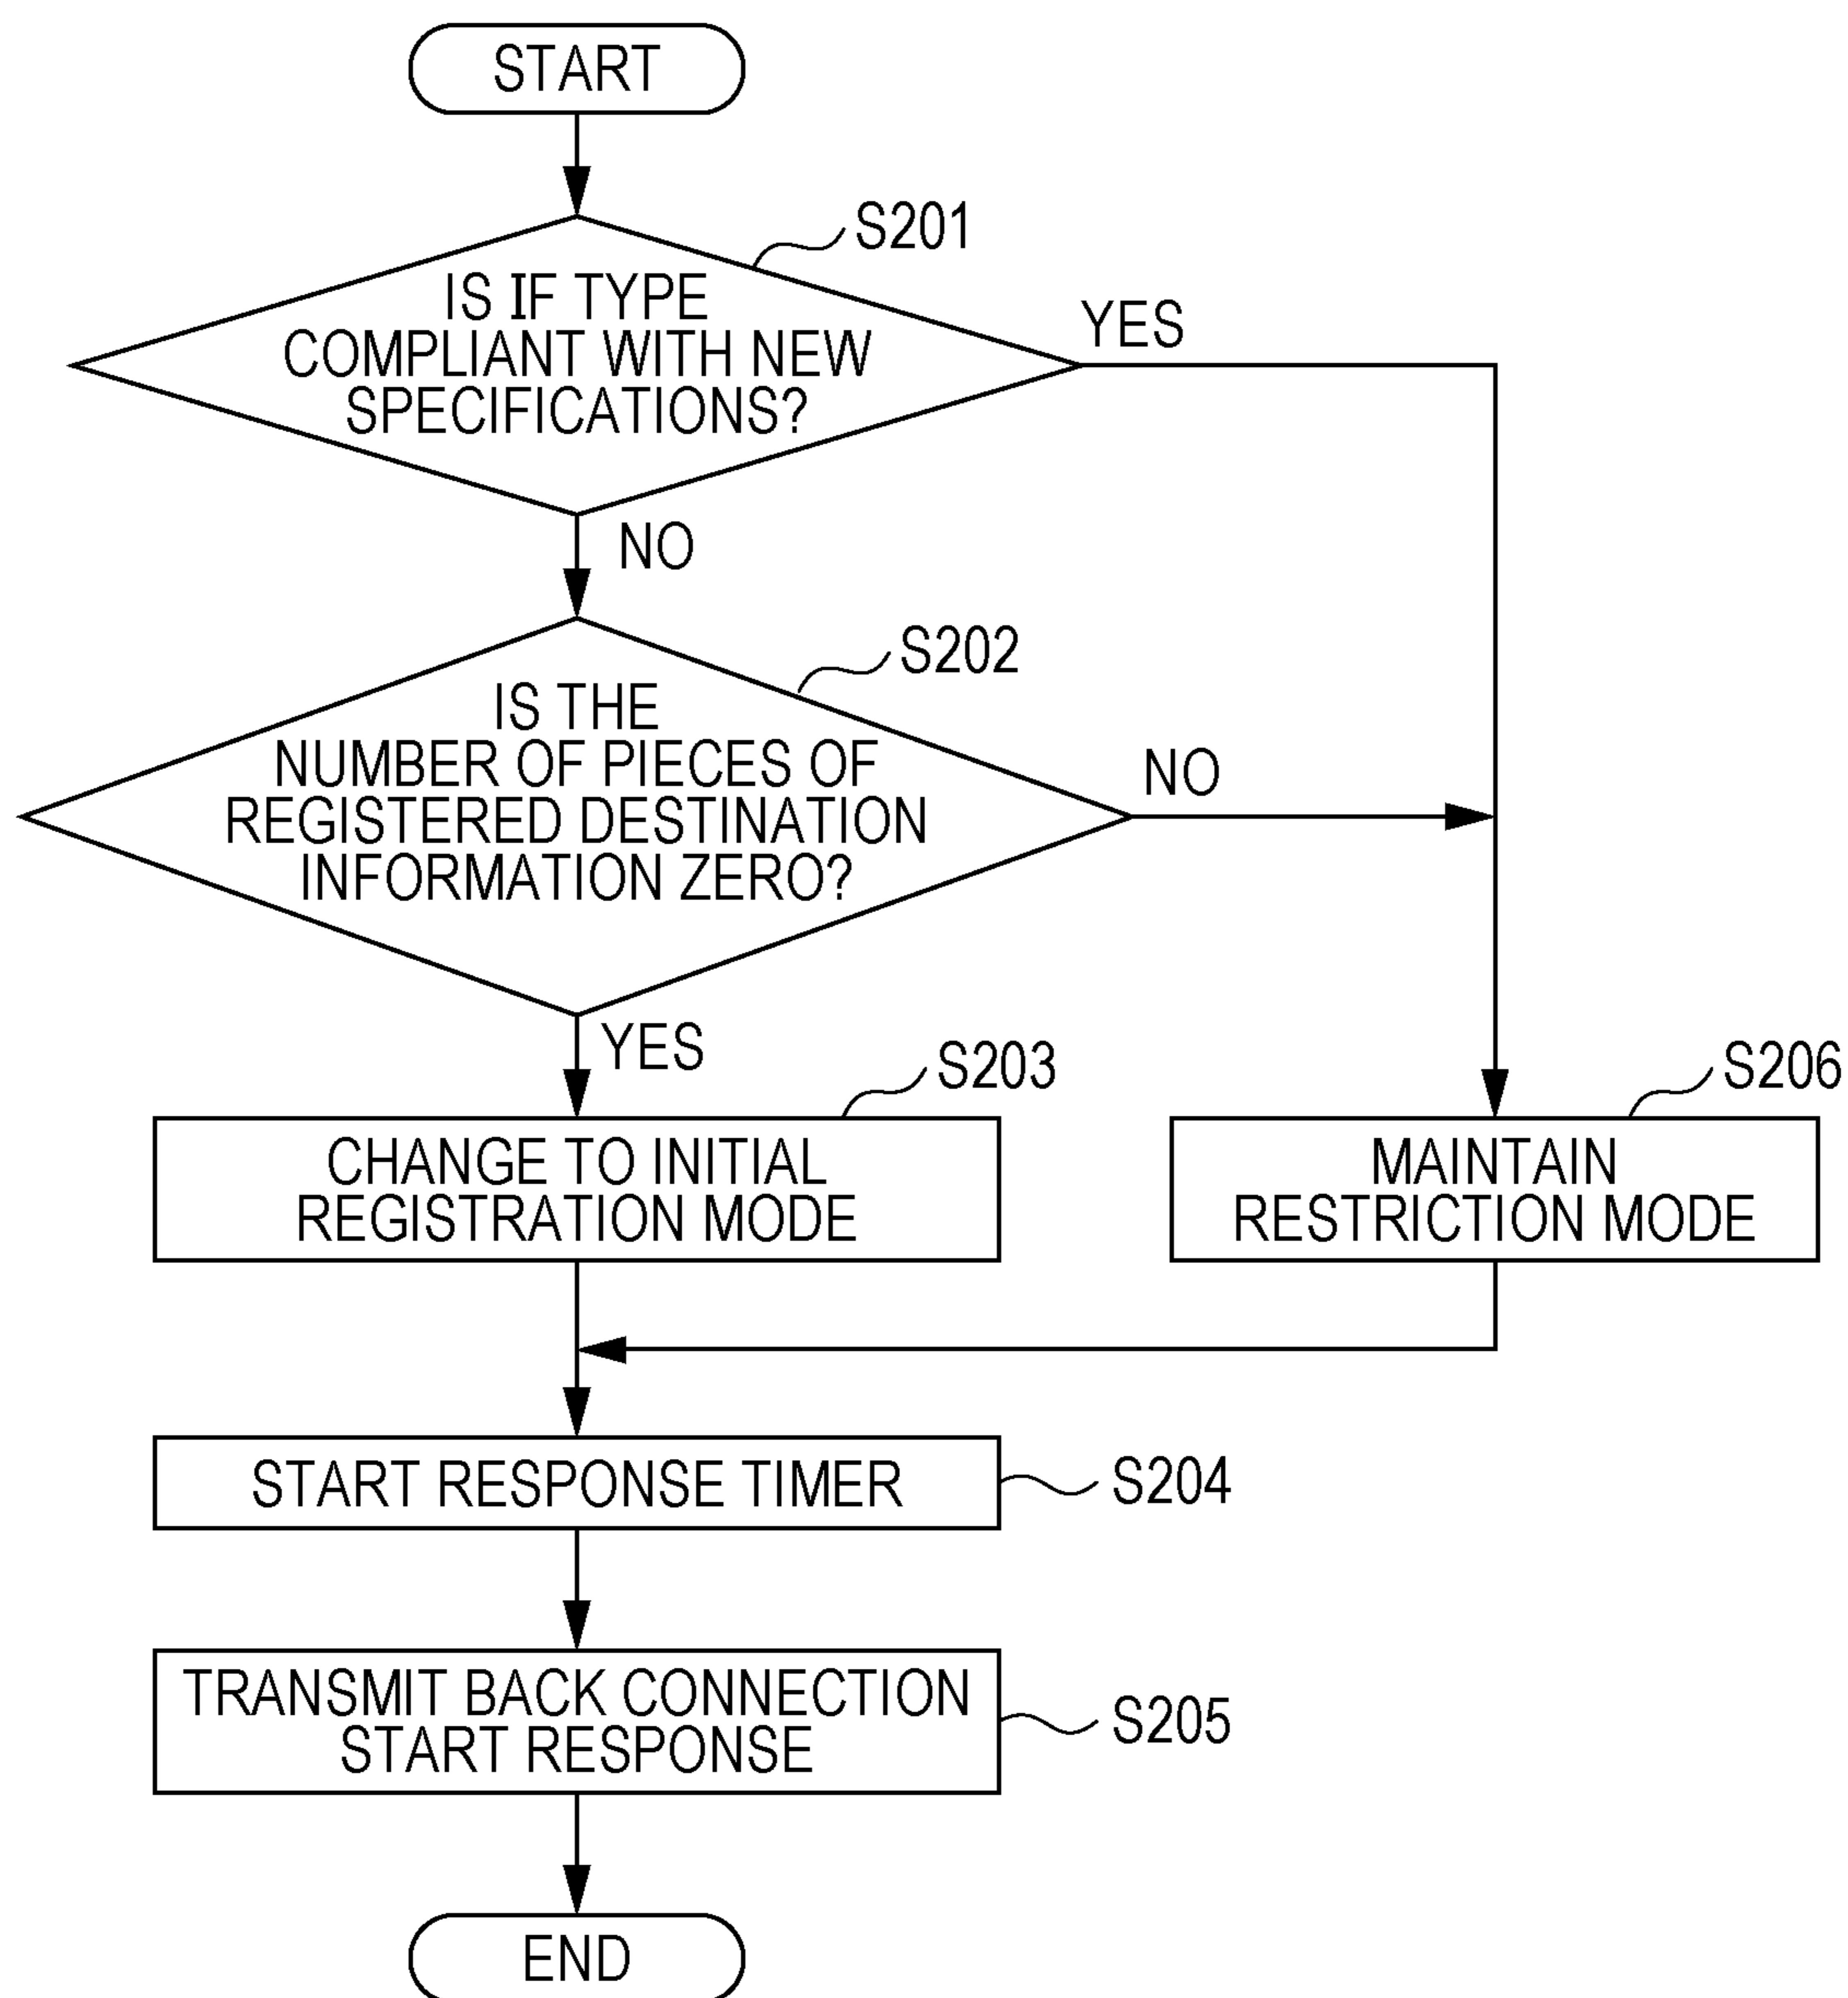 START
S201
IS IF TYPE
COMPLIANT WITH NEW
SPECIFICATIONS?
YES
NO
S202
IS THE
NUMBER OF PIECES OF
REGISTERED DESTINATION
INFORMATION ZERO?
NO
YES
S203
CHANGE TO INITIAL
REGISTRATION MODE
S206
MAINTAIN
RESTRICTION MODE
START RESPONSE TIMER
S204
TRANSMIT BACK CONNECTION
START RESPONSE
S205
END